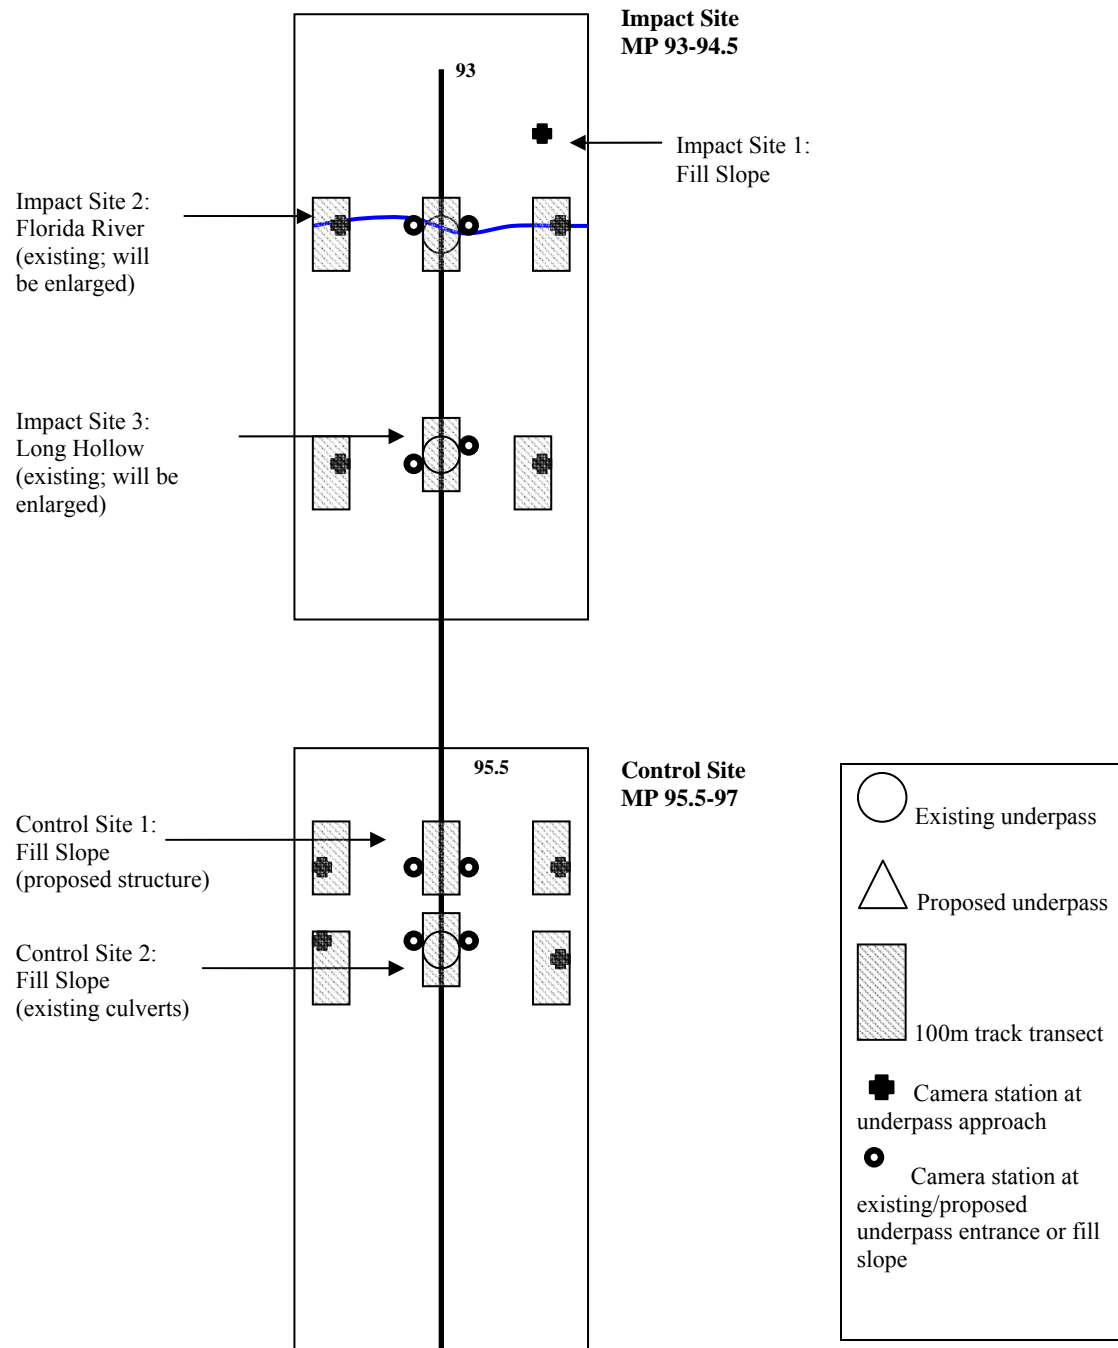 Impact Site
MP 93-94.5
93
Impact Site 1:
Fill Slope
Impact Site 2:
Florida River
(existing; will
be enlarged)
Impact Site 3:
Long Hollow
(existing; will be
enlarged)
95.5
Control Site
MP 95.5-97
Control Site 1:
Fill Slope
(proposed structure)
Control Site 2:
Fill Slope
(existing culverts)
Existing underpass
Proposed underpass
100m track transect
Camera station at
underpass approach
Camera station at
existing/proposed
underpass entrance or fill
slope